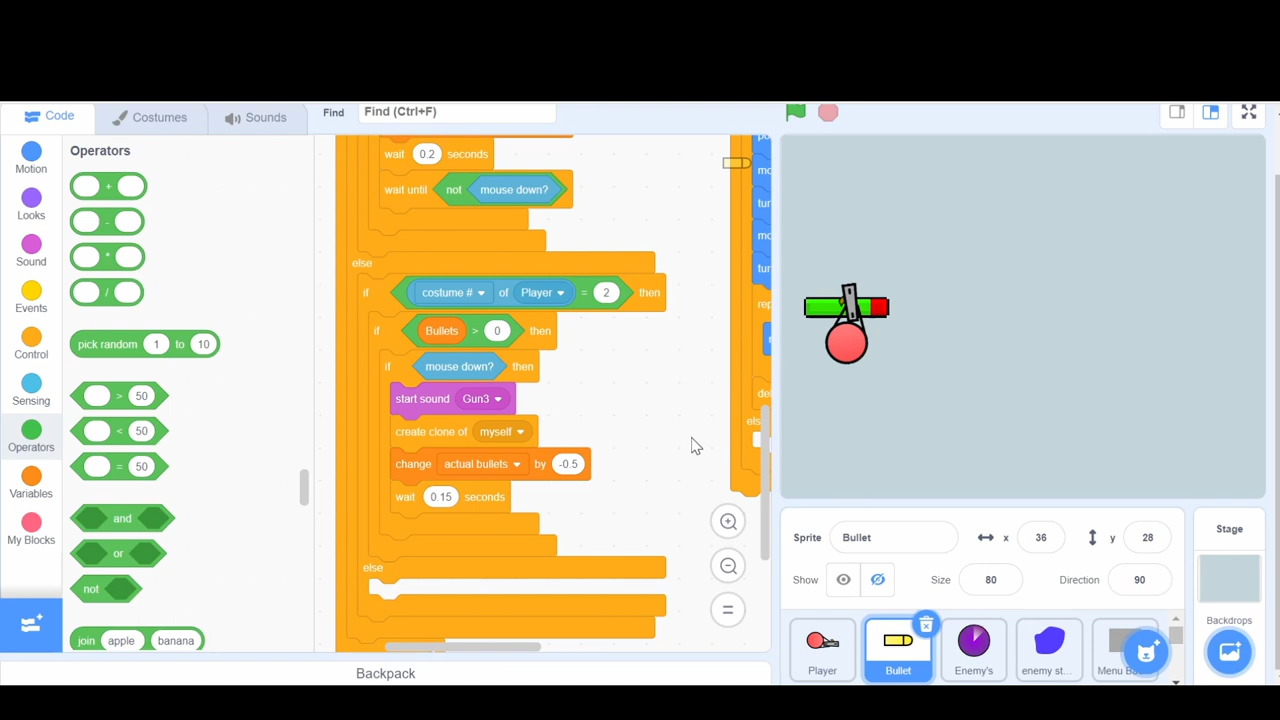 Code
Costumes
Sounds
Find
Find (Ctrl+F)
Motion
Looks
Sound
Events
Control
Sensing
Operators
Variables
My Blocks
Operators
+
-
*
/
pick random 1 to 10
> 50
< 50
= 50
and
or
not
join apple banana
wait 0.2 seconds
wait until not mouse down?
else
if costume # of Player = 2 then
if Bullets > 0 then
if mouse down? then
start sound Gun3
create clone of myself
change actual bullets by -0.5
wait 0.15 seconds
else
tur
tur
Backpack
Sprite Bullet x 36 y 28
Show Size 80 Direction 90
Player
Bullet
Enemy's
enemy st...
Stage
Backdrops